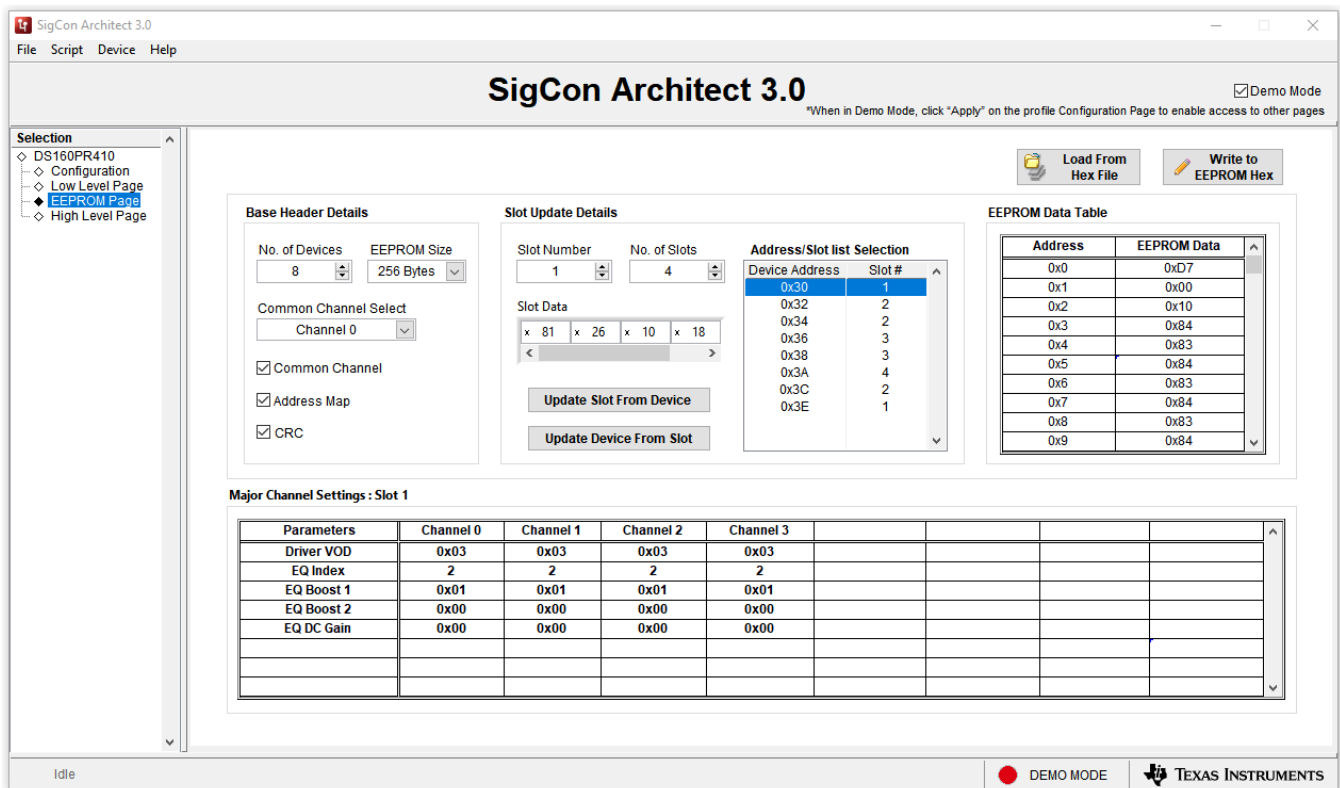 SigCon Architect 3.0
File Script Device Help
SigCon Architect 3.0
Demo Mode
*When in Demo Mode, click "Apply" on the profile Configuration Page to enable access to other pages
Selection
DS160PR410
Configuration
Low Level Page
EEPROM Page
High Level Page
Load From Hex File
Write to EEPROM Hex
Base Header Details
No. of Devices EEPROM Size
8 256 Bytes
Common Channel Select
Channel 0
Common Channel
Address Map
CRC
Slot Update Details
Slot Number No. of Slots
1 4
Slot Data
x 81 x 26 x 10 x 18
Update Slot From Device
Update Device From Slot
Address/Slot list Selection
Device Address Slot #
0x30 1
0x32 2
0x34 2
0x36 3
0x38 3
0x3A 4
0x3C 2
0x3E 1
EEPROM Data Table
Address EEPROM Data
0x0 0xD7
0x1 0x00
0x2 0x10
0x3 0x84
0x4 0x83
0x5 0x84
0x6 0x83
0x7 0x84
0x8 0x83
0x9 0x84
Major Channel Settings : Slot 1
Parameters Channel 0 Channel 1 Channel 2 Channel 3
Driver VOD 0x03 0x03 0x03 0x03
EQ Index 2 2 2 2
EQ Boost 1 0x01 0x01 0x01 0x01
EQ Boost 2 0x00 0x00 0x00 0x00
EQ DC Gain 0x00 0x00 0x00 0x00
Idle
DEMO MODE
TEXAS INSTRUMENTS